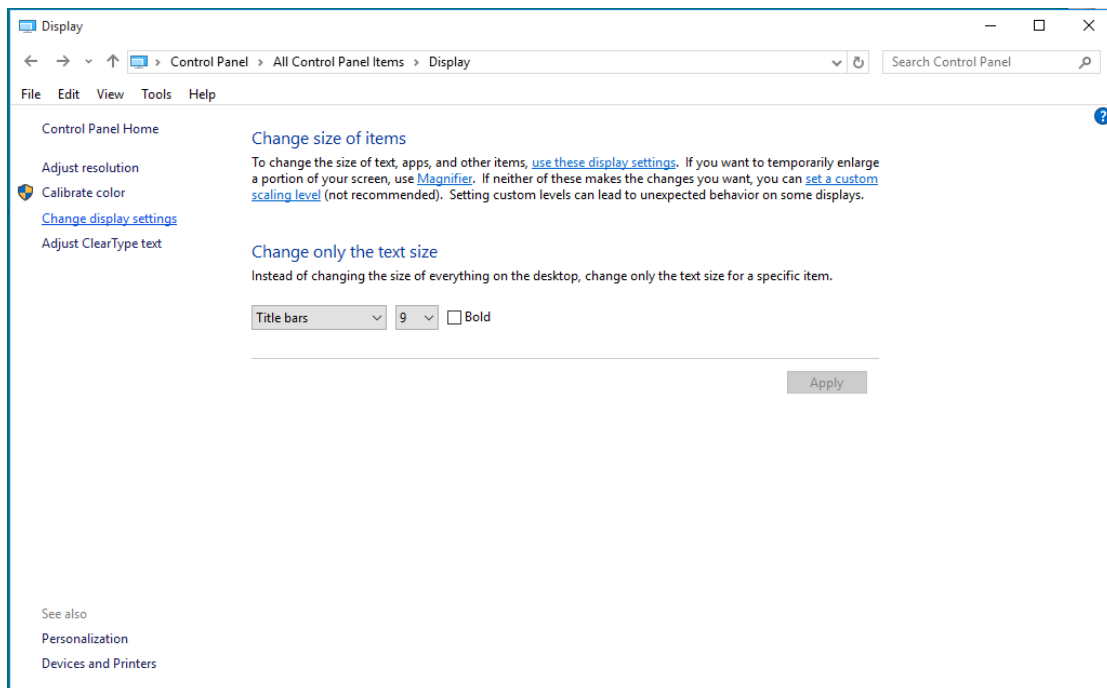 Display
Control Panel > All Control Panel Items > Display
Search Control Panel
File Edit View Tools Help
Control Panel Home
Adjust resolution
Calibrate color
Change display settings
Adjust ClearType text
Change size of items
To change the size of text, apps, and other items, use these display settings. If you want to temporarily enlarge
a portion of your screen, use Magnifier. If neither of these makes the changes you want, you can set a custom
scaling level (not recommended). Setting custom levels can lead to unexpected behavior on some displays.
Change only the text size
Instead of changing the size of everything on the desktop, change only the text size for a specific item.
Title bars 9 Bold
Apply
See also
Personalization
Devices and Printers
?